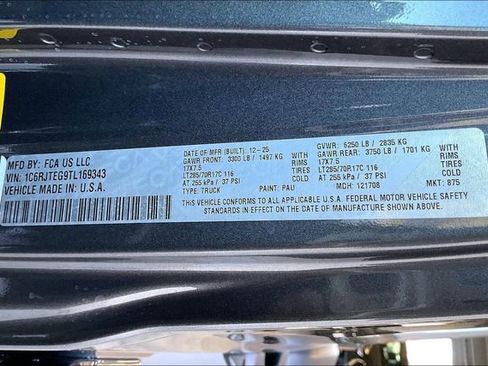 MFD BY: FCA US LLC
VIN: 1C6RJTEG9TL169343
VEHICLE MADE IN U.S.A.
DATE OF MFR (BUILT): 12-25
GAWR FRONT: 3300 LB / 1497 KG
17X7.5 RIMS
LT285/70R17C 116 TIRES
AT 255 kPa / 37 PSI COLD
TYPE: TRUCK PAINT: PAU
GVWR: 6250 LB / 2835 KG
GAWR REAR: 3750 LB / 1701 KG
17X7.5 RIMS
LT285/70R17C 116 TIRES
AT 255 kPa / 37 PSI COLD
MDH: 121708 MKT: 875
THIS VEHICLE CONFORMS TO ALL APPLICABLE U.S.A. FEDERAL MOTOR VEHICLE SAFETY
STANDARDS IN EFFECT ON THE DATE OF MANUFACTURE SHOWN ABOVE.